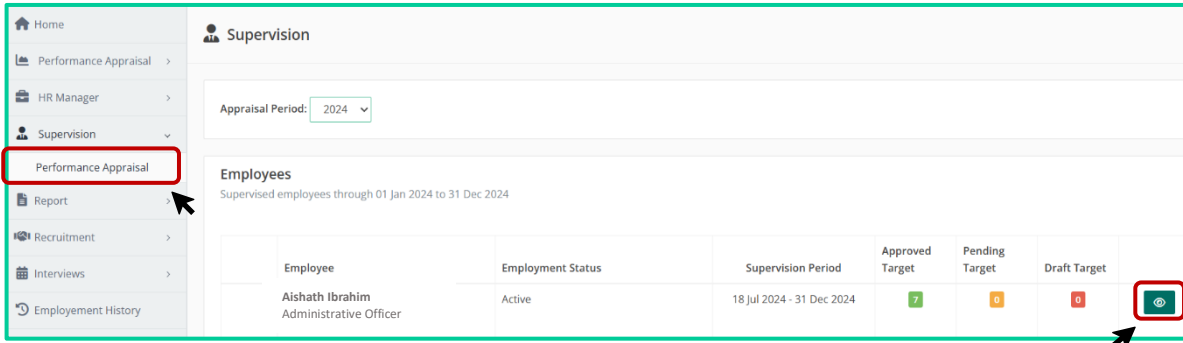 Home
Performance Appraisal
HR Manager
Supervision
Performance Appraisal
Report
Recruitment
Interviews
Employement History
Supervision
Appraisal Period: 2024
Employees
Supervised employees through 01 Jan 2024 to 31 Dec 2024
Employee Employment Status Supervision Period Approved Target Pending Target Draft Target
Aishath Ibrahim Active 18 Jul 2024 - 31 Dec 2024 7 0 0
Administrative Officer